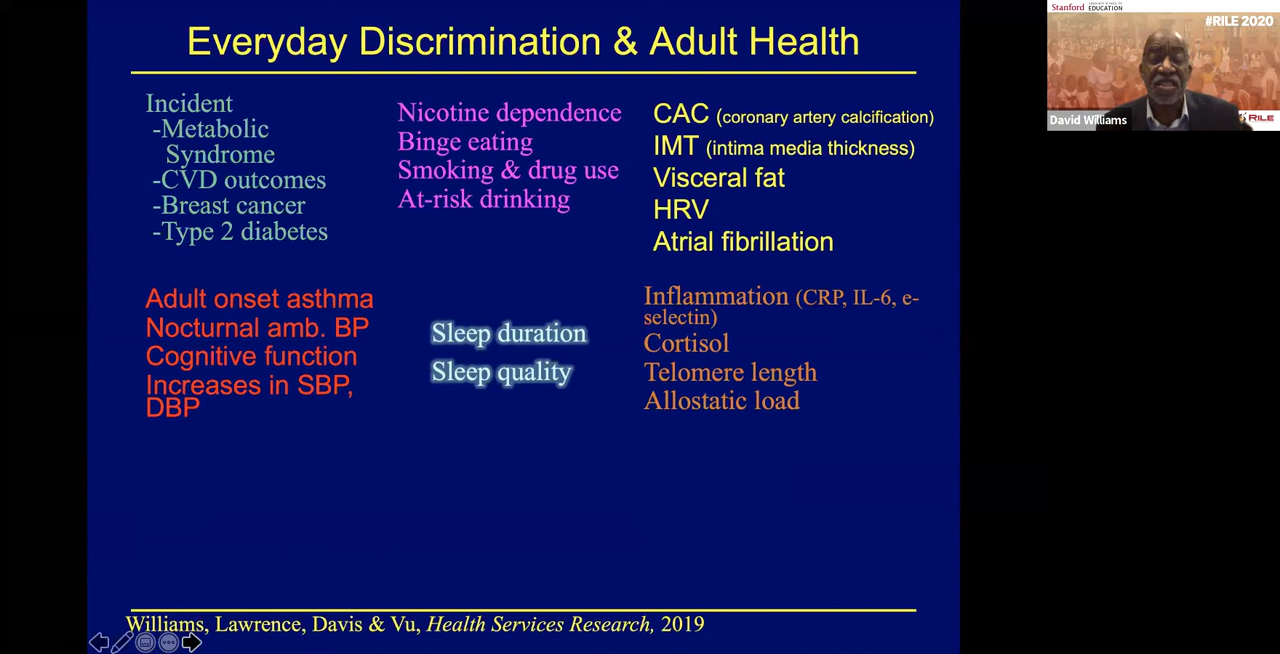 Everyday Discrimination & Adult Health
Incident
-Metabolic
Syndrome
-CVD outcomes
-Breast cancer
-Type 2 diabetes
Nicotine dependence
Binge eating
Smoking & drug use
At-risk drinking
CAC (coronary artery calcification)
IMT (intima media thickness)
Visceral fat
HRV
Atrial fibrillation
Adult onset asthma
Nocturnal amb. BP
Cognitive function
Increases in SBP,
DBP
Sleep duration
Sleep quality
Inflammation (CRP, IL-6, e-
selectin)
Cortisol
Telomere length
Allostatic load
Williams, Lawrence, Davis & Vu, Health Services Research, 2019
Stanford
GRADUATE SCHOOL OF
EDUCATION
#RILE 2020
David Williams
RILE